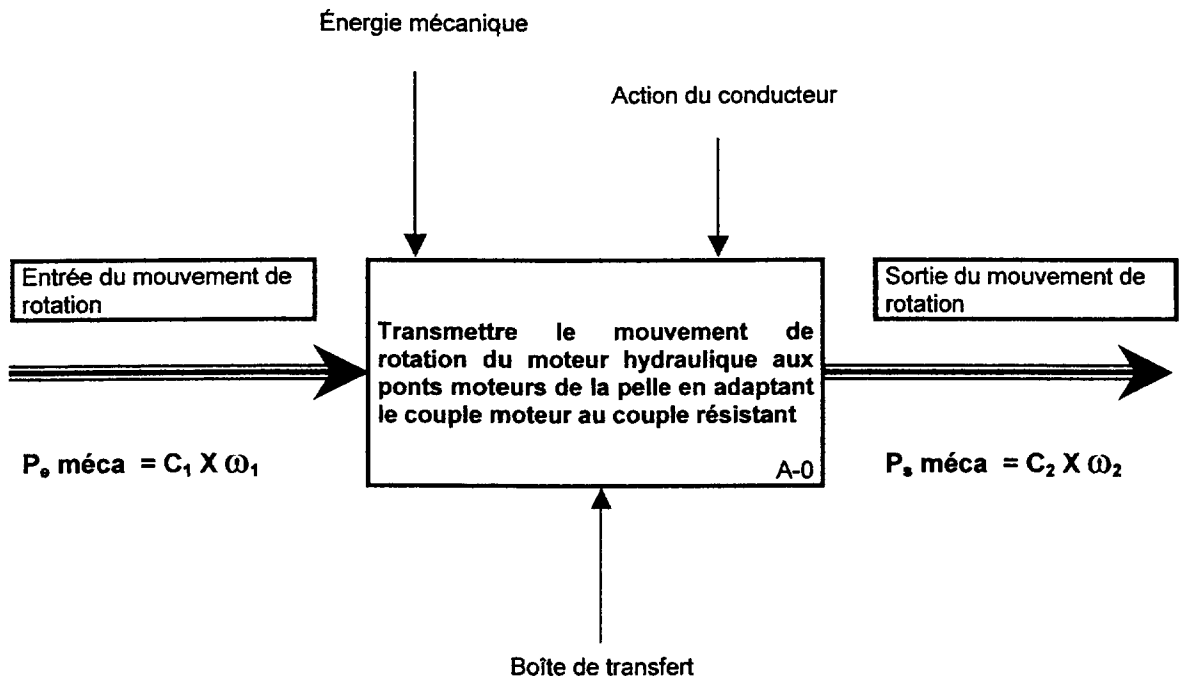 Énergie mécanique
Action du conducteur
Entrée du mouvement de
rotation
Sortie du mouvement de
rotation
Transmettre le mouvement de
rotation du moteur hydraulique aux
ponts moteurs de la pelle en adaptant
le couple moteur au couple résistant
A-0
Pₑ méca = C₁ X ω₁
Pₛ méca = C₂ X ω₂
Boîte de transfert